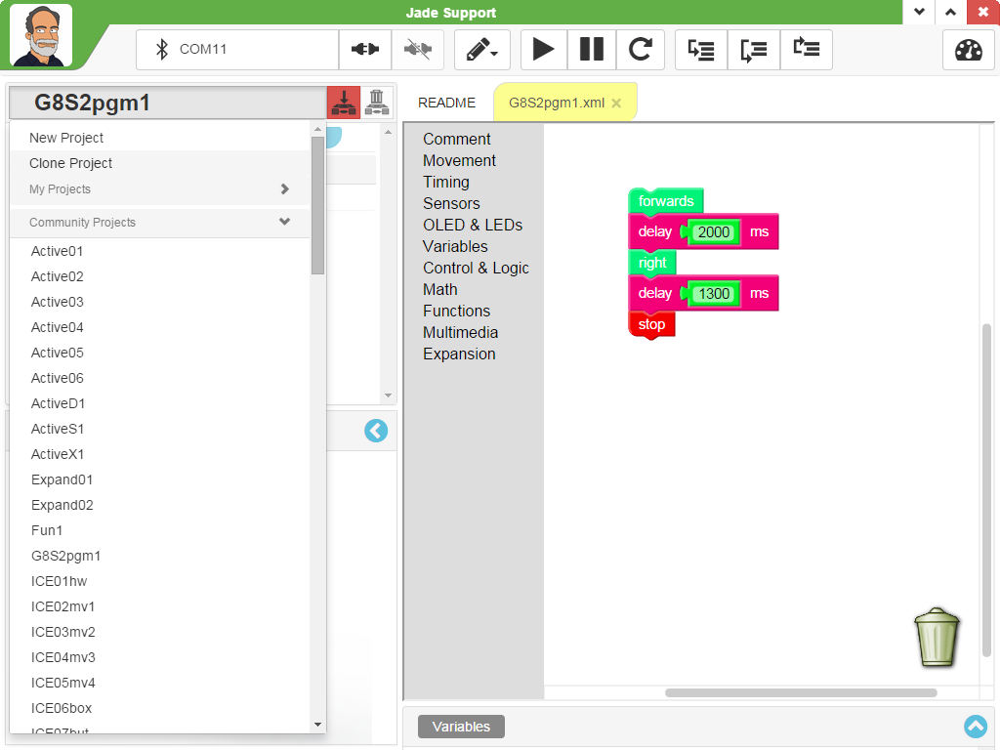 Jade Support
COM11
G8S2pgm1
New Project
Clone Project
My Projects
Community Projects
Active01
Active02
Active03
Active04
Active05
Active06
ActiveD1
ActiveS1
ActiveX1
Expand01
Expand02
Fun1
G8S2pgm1
ICE01hw
ICE02mv1
ICE03mv2
ICE04mv3
ICE05mv4
ICE06box
ICE07but
README
G8S2pgm1.xml
Comment
Movement
Timing
Sensors
OLED & LEDs
Variables
Control & Logic
Math
Functions
Multimedia
Expansion
forwards
delay 2000 ms
right
delay 1300 ms
stop
Variables